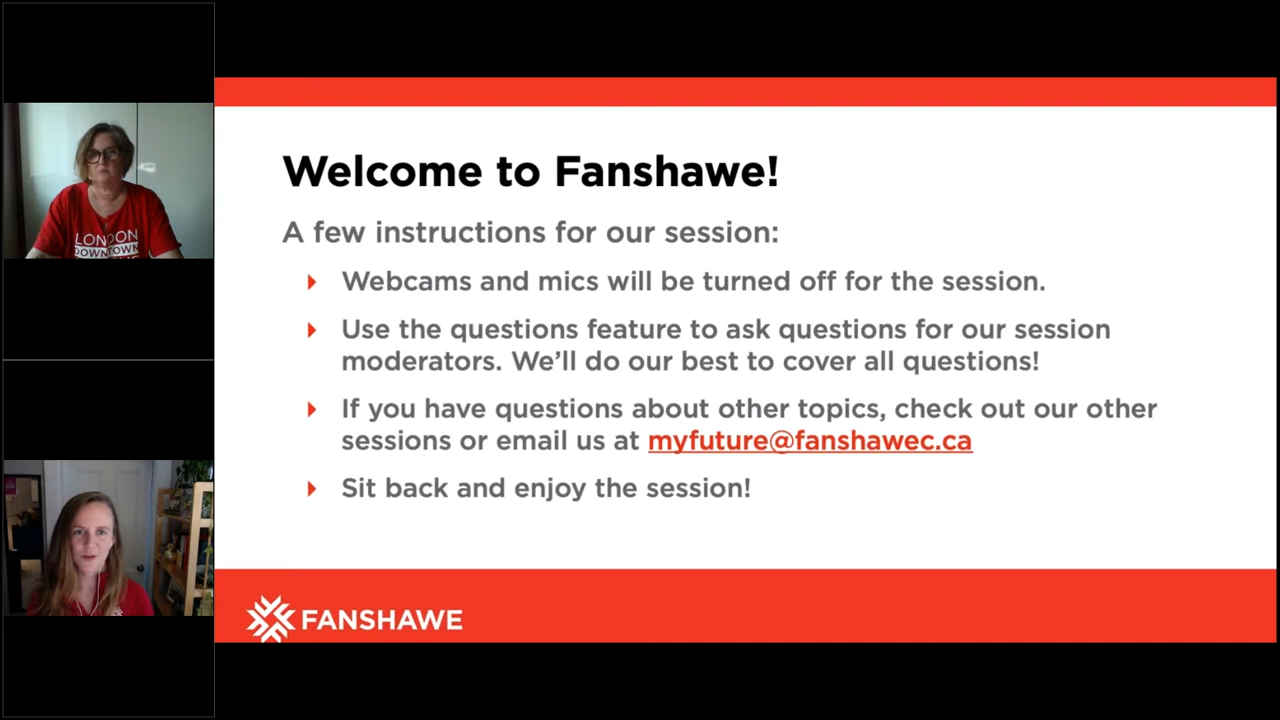 Welcome to Fanshawe!
A few instructions for our session:
Webcams and mics will be turned off for the session.
Use the questions feature to ask questions for our session
moderators. We'll do our best to cover all questions!
If you have questions about other topics, check out our other
sessions or email us at myfuture@fanshawec.ca
Sit back and enjoy the session!
FANSHAWE
LONDON
DOWNTOWN